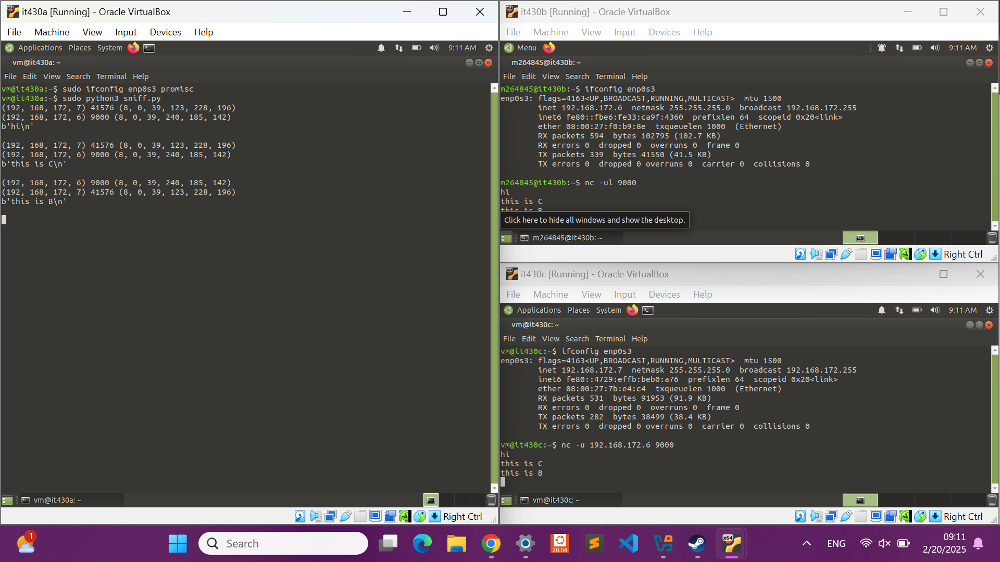 it430a [Running] - Oracle VirtualBox
File Machine View Input Devices Help
Applications Places System 9:11 AM
vm@it430a: ~
File Edit View Search Terminal Help
vm@it430a:~$ sudo ifconfig enp0s3 promisc
vm@it430a:~$ sudo python3 sniff.py
(192, 168, 172, 7) 41576 (8, 0, 39, 123, 228, 196)
(192, 168, 172, 6) 9000 (8, 0, 39, 240, 185, 142)
b'hi\n'
(192, 168, 172, 7) 41576 (8, 0, 39, 123, 228, 196)
(192, 168, 172, 6) 9000 (8, 0, 39, 240, 185, 142)
b'this is C\n'
(192, 168, 172, 6) 9000 (8, 0, 39, 240, 185, 142)
(192, 168, 172, 7) 41576 (8, 0, 39, 123, 228, 196)
b'this is B\n'
vm@it430a: ~
Right Ctrl
it430b [Running] - Oracle VirtualBox
File Machine View Input Devices Help
Menu 9:11 AM
m264845@it430b: ~
File Edit View Search Terminal Help
m264845@it430b:~$ ifconfig enp0s3
enp0s3: flags=4163<UP,BROADCAST,RUNNING,MULTICAST>  mtu 1500
inet 192.168.172.6  netmask 255.255.255.0  broadcast 192.168.172.255
inet6 fe80::fbe6:fe33:ca9f:4360  prefixlen 64  scopeid 0x20<link>
ether 08:00:27:f0:b9:8e  txqueuelen 1000  (Ethernet)
RX packets 594  bytes 102795 (102.7 KB)
RX errors 0  dropped 0  overruns 0  frame 0
TX packets 339  bytes 41550 (41.5 KB)
TX errors 0  dropped 0 overruns 0  carrier 0  collisions 0
m264845@it430b:~$ nc -ul 9000
hi
this is C
this is B
Click here to hide all windows and show the desktop.
m264845@it430b: ~
Right Ctrl
it430c [Running] - Oracle VirtualBox
File Machine View Input Devices Help
Applications Places System 9:11 AM
vm@it430c: ~
File Edit View Search Terminal Help
vm@it430c:~$ ifconfig enp0s3
enp0s3: flags=4163<UP,BROADCAST,RUNNING,MULTICAST>  mtu 1500
inet 192.168.172.7  netmask 255.255.255.0  broadcast 192.168.172.255
inet6 fe80::4729:effb:beb0:a76  prefixlen 64  scopeid 0x20<link>
ether 08:00:27:7b:e4:c4  txqueuelen 1000  (Ethernet)
RX packets 531  bytes 91953 (91.9 KB)
RX errors 0  dropped 0  overruns 0  frame 0
TX packets 282  bytes 38499 (38.4 KB)
TX errors 0  dropped 0 overruns 0  carrier 0  collisions 0
vm@it430c:~$ nc -u 192.168.172.6 9000
hi
this is C
this is B
vm@it430c: ~
Right Ctrl
1
Search
20.04
x64
ENG
09:11
2/20/2025